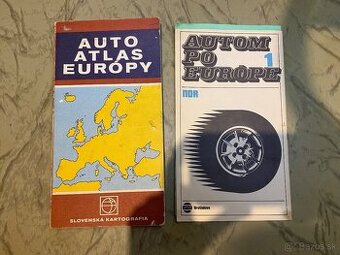 AUTO
ATLAS
EURÓPY
SLOVENSKÁ KARTOGRAFIA
AUTOM
PO
EURÓPE 1
NDR